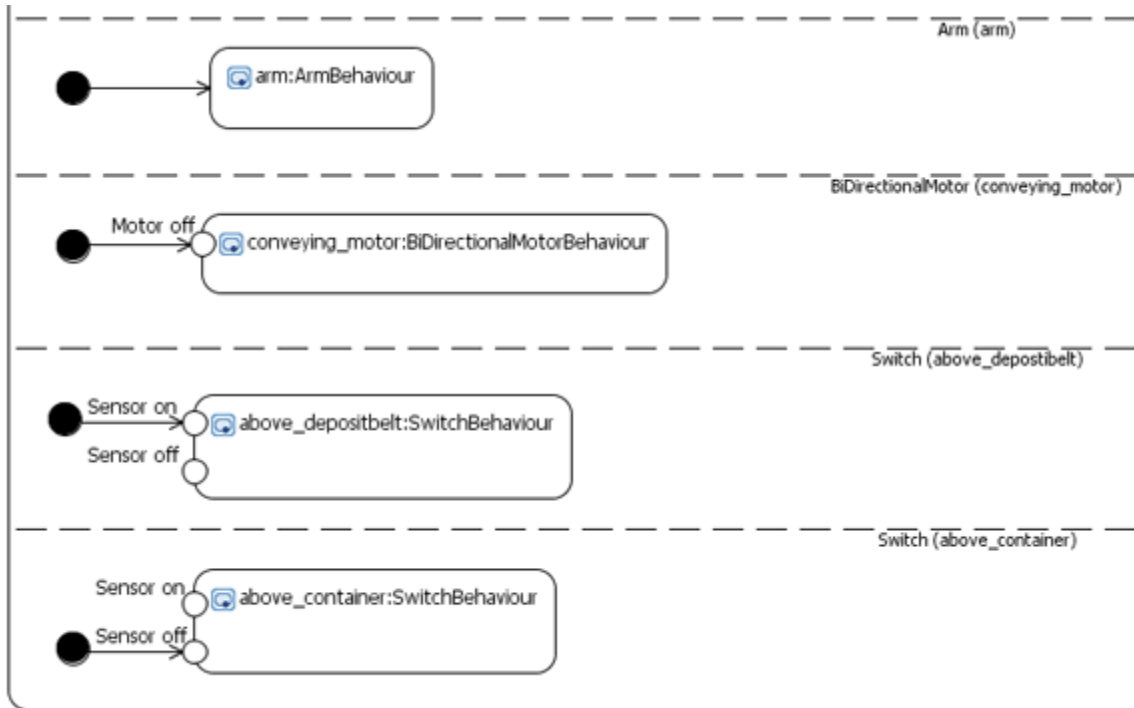 Arm (arm)
arm:ArmBehaviour
BiDirectionalMotor (conveying_motor)
Motor off
conveying_motor:BiDirectionalMotorBehaviour
Switch (above_depostibelt)
Sensor on
above_depositbelt:SwitchBehaviour
Sensor off
Switch (above_container)
Sensor on
above_container:SwitchBehaviour
Sensor off